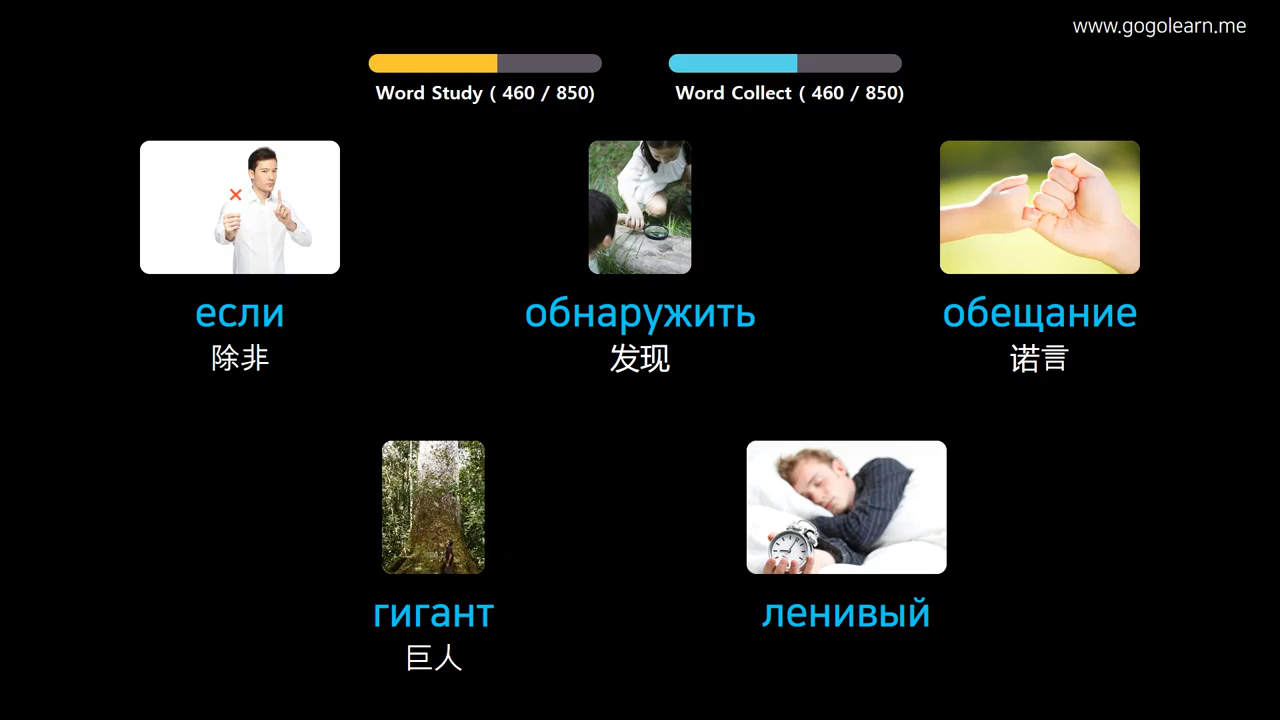 www.gogolearn.me
Word Study ( 460 / 850)
Word Collect ( 460 / 850)
если
除非
обнаружить
发现
обещание
诺言
гигант
巨人
ленивый